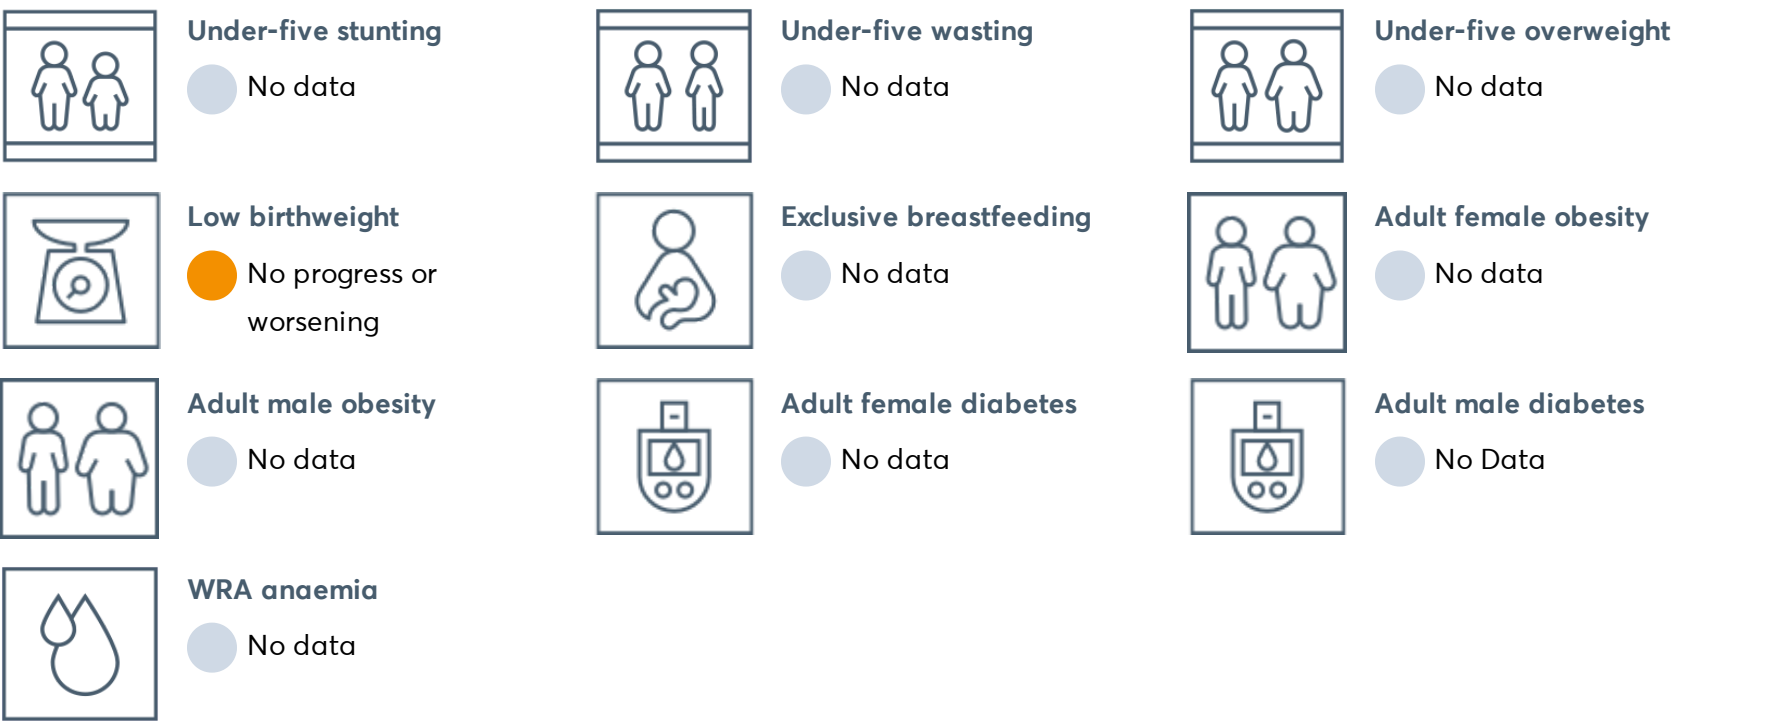 Under-five stunting
No data
Under-five wasting
No data
Under-five overweight
No data
Low birthweight
No progress or
worsening
Exclusive breastfeeding
No data
Adult female obesity
No data
Adult male obesity
No data
Adult female diabetes
No data
Adult male diabetes
No Data
WRA anaemia
No data